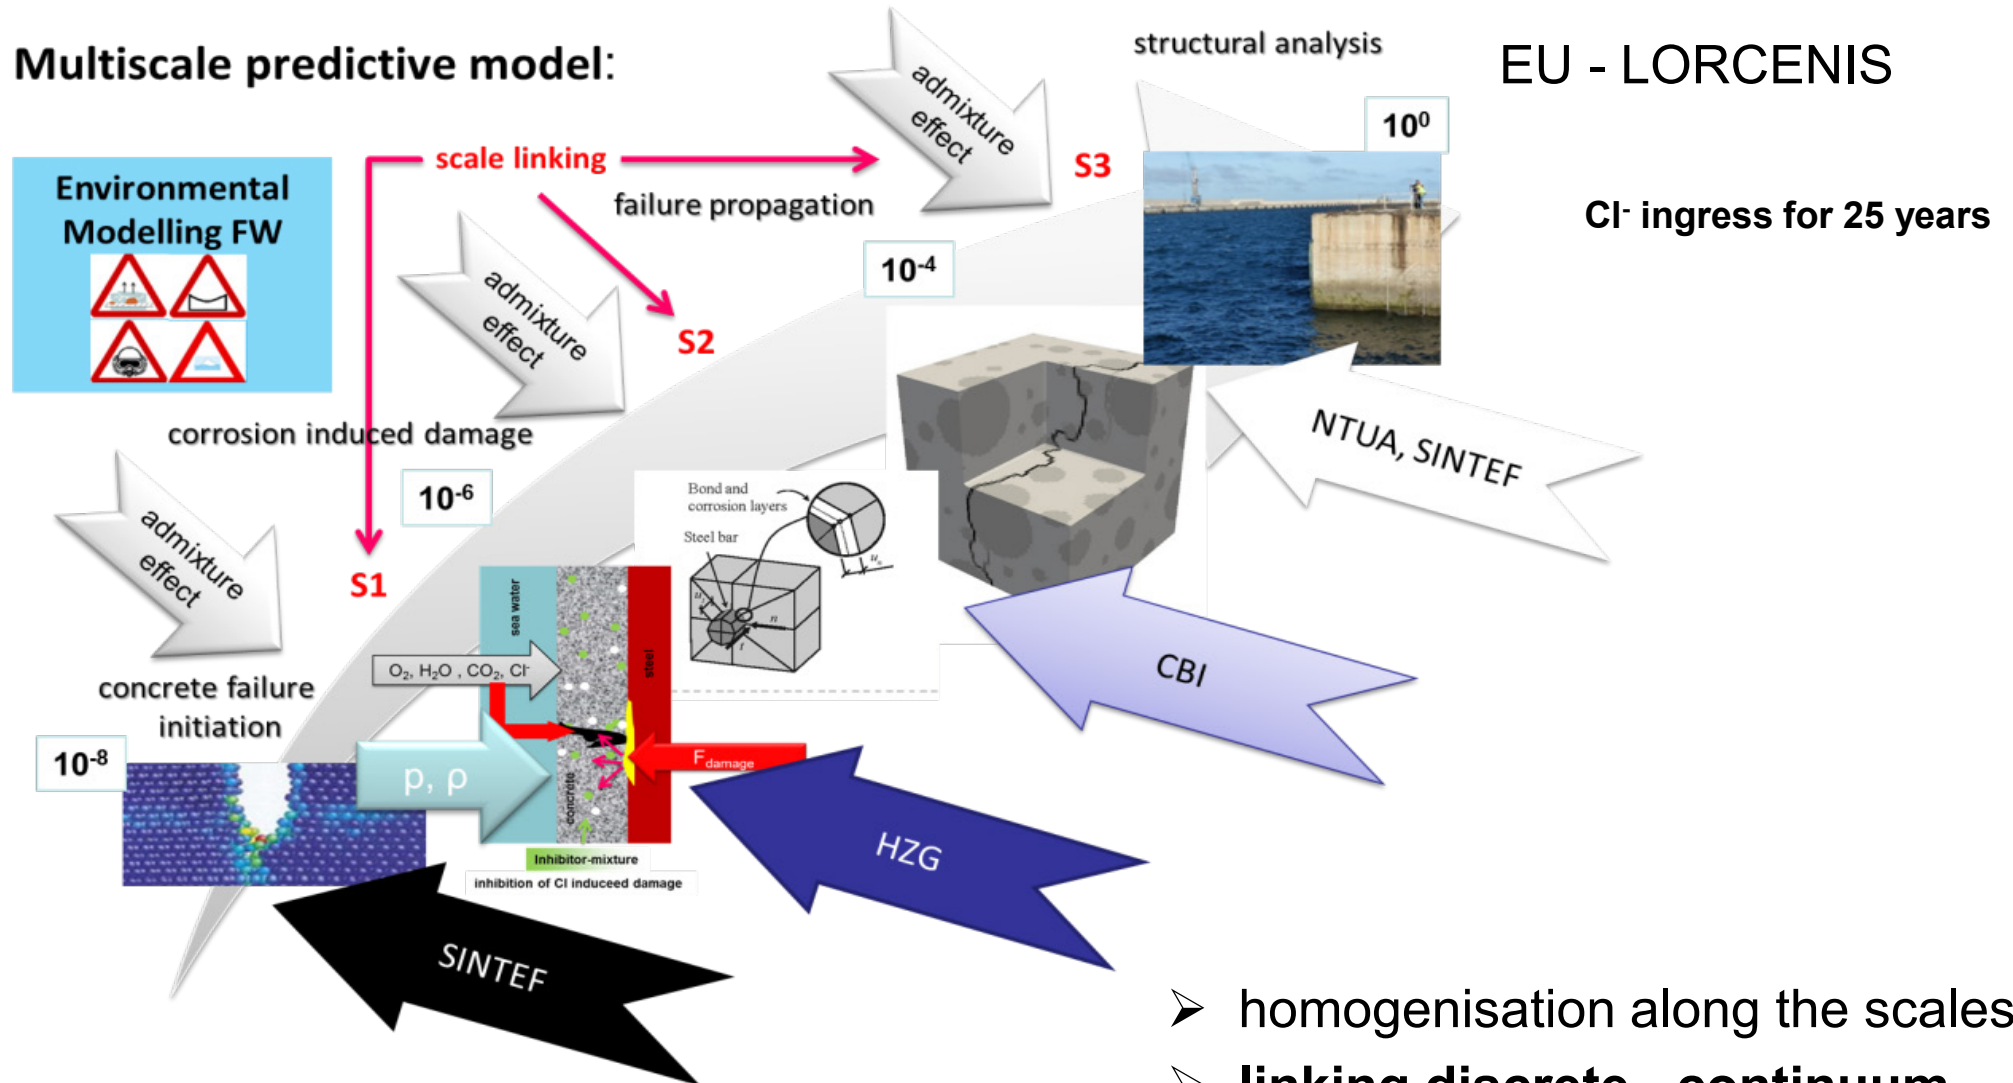 Multiscale predictive model:
structural analysis
EU - LORCENIS
admixture
effect
10⁰
scale linking
S3
Environmental
Modelling FW
failure propagation
Cl⁻ ingress for 25 years
10⁻⁴
admixture
effect
S2
corrosion induced damage
NTUA, SINTEF
10⁻⁶
Bond and
corrosion layers
Steel bar
admixture
effect
S1
sea water
steel
n
t
O₂, H₂O , CO₂, Cl⁻
CBI
concrete failure
initiation
10⁻⁸
p, ρ
F damage
concrete
HZG
Inhibitor-mixture
inhibition of Cl induceed damage
SINTEF
➢ homogenisation along the scales
➢ linking discrete - continuum